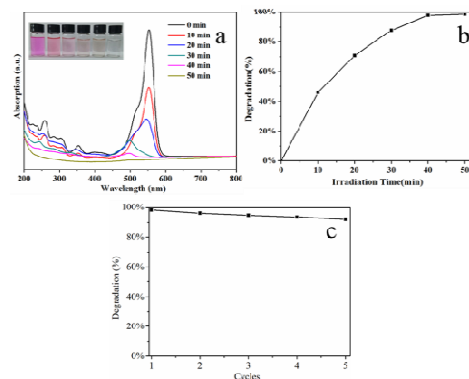 a
0 min
10 min
20 min
30 min
40 min
50 min
Absorption (a.u.)
200 300 400 500 600 700 800
Wavelength (nm)
b
100%
80%
60%
40%
20%
0%
Degradation(%)
0 10 20 30 40 50
Irradiation Time(min)
c
100%
80%
60%
40%
20%
0%
Degradation (%)
1 2 3 4 5
Cycles